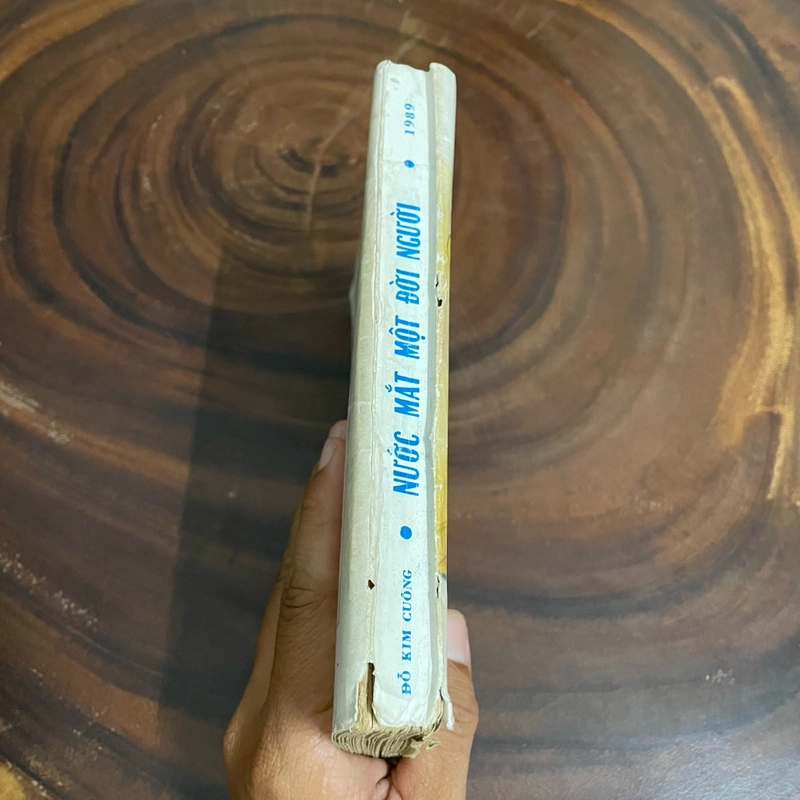 ĐỖ KIM CUÔNG • NƯỚC MẮT MỘT ĐỜI NGƯỜI • 1989